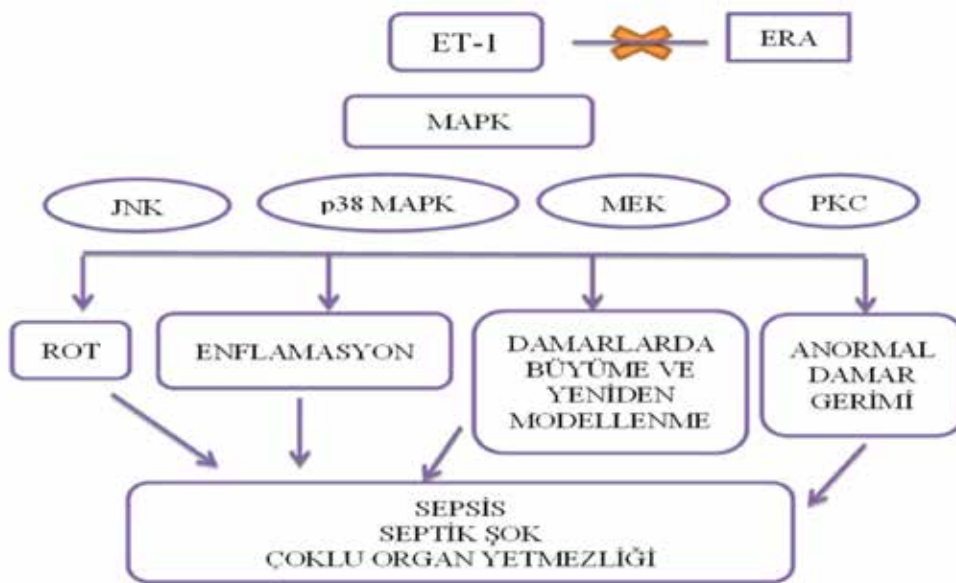 ET-1
ERA
MAPK
JNK
p38 MAPK
MEK
PKC
ROT
ENFLAMASYON
DAMARLARDA
BÜYÜME VE
YENİDEN
MODELLENME
ANORMAL
DAMAR
GERİMİ
SEPSİS
SEPTİK ŞOK
ÇOKLU ORGAN YETMEZLİĞİ